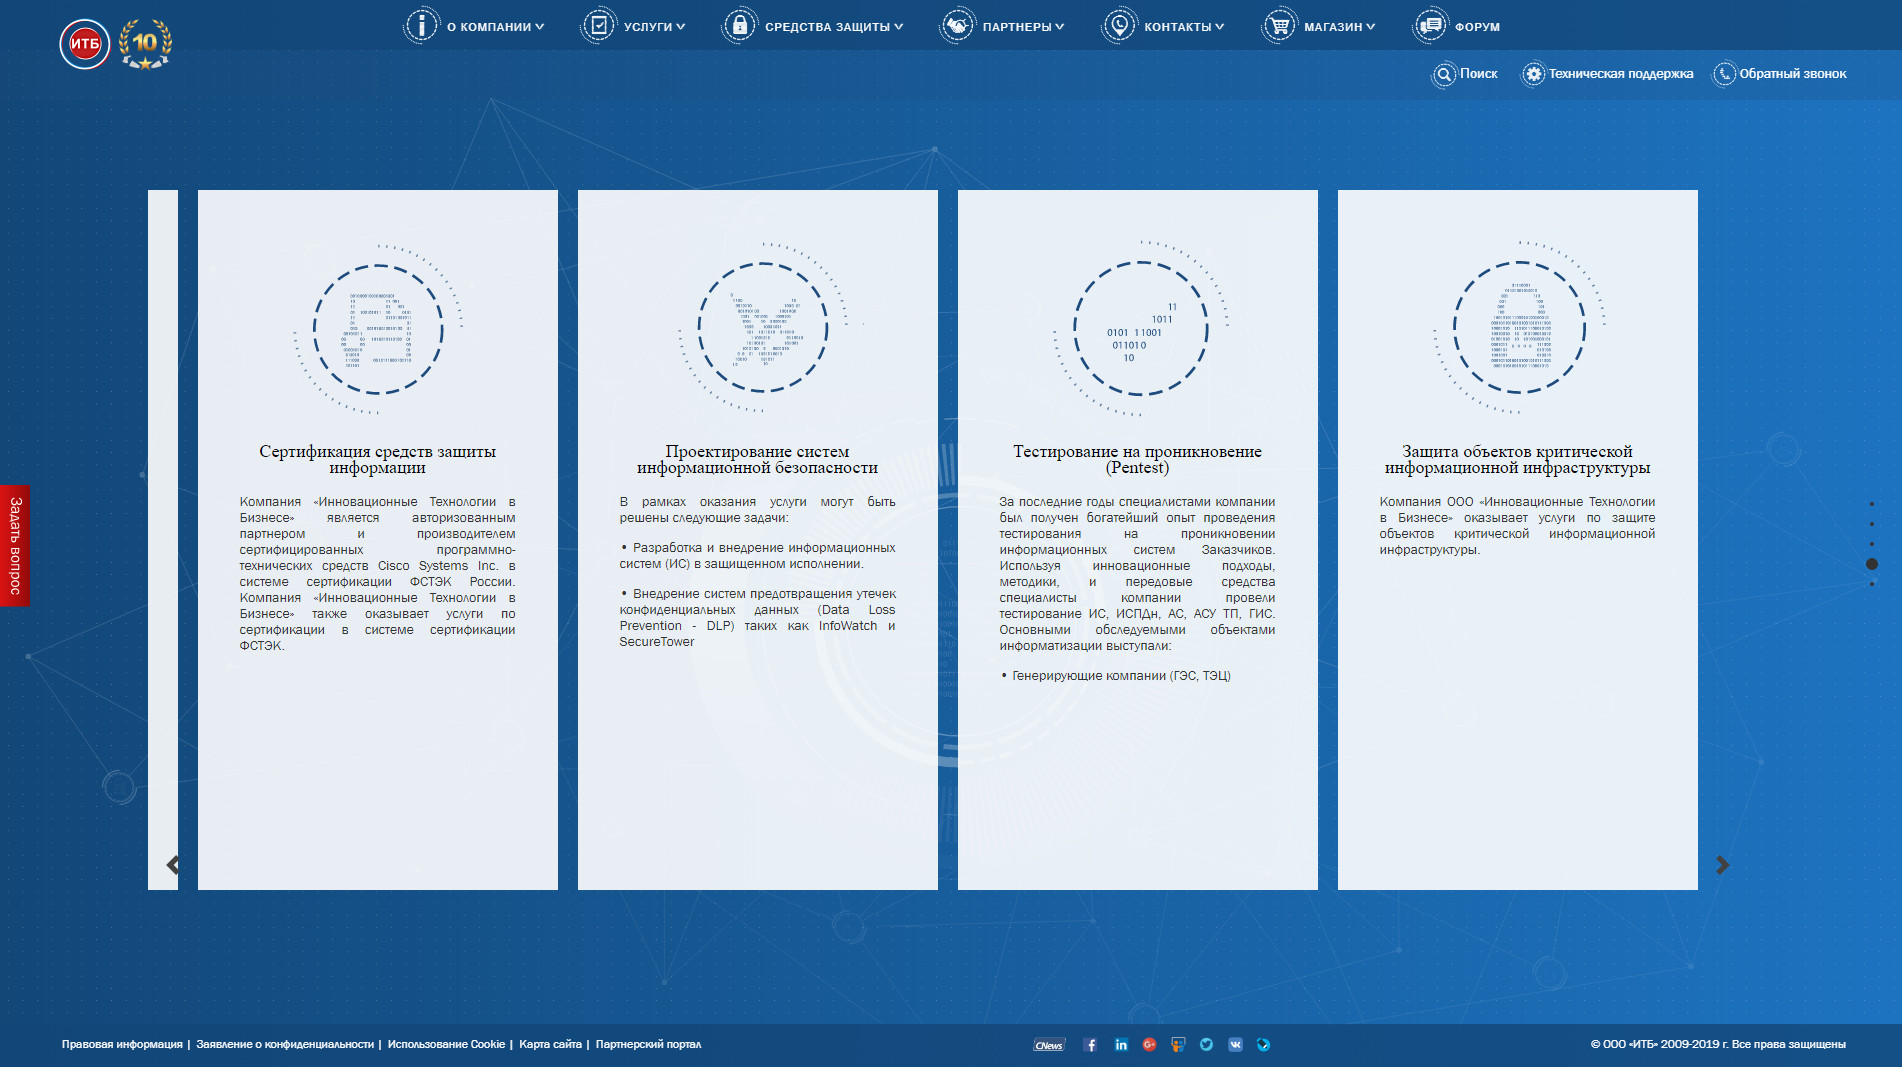 ИТБ
10
О КОМПАНИИ
УСЛУГИ
СРЕДСТВА ЗАЩИТЫ
ПАРТНЕРЫ
КОНТАКТЫ
МАГАЗИН
ФОРУМ
Поиск
Техническая поддержка
Обратный звонок
Задать вопрос
Сертификация средств защиты
информации
Компания «Инновационные Технологии в
Бизнесе» является авторизованным
партнером и производителем
сертифицированных программно-
технических средств Cisco Systems Inc. в
системе сертификации ФСТЭК России.
Компания «Инновационные Технологии в
Бизнесе» также оказывает услуги по
сертификации в системе сертификации
ФСТЭК.
Проектирование систем
информационной безопасности
В рамках оказания услуги могут быть
решены следующие задачи:
• Разработка и внедрение информационных
систем (ИС) в защищенном исполнении.
• Внедрение систем предотвращения утечек
конфиденциальных данных (Data Loss
Prevention - DLP) таких как InfoWatch и
SecureTower
11
1011
0101 11001
011010
10
Тестирование на проникновение
(Pentest)
За последние годы специалистами компании
был получен богатейший опыт проведения
тестирования на проникновении
информационных систем Заказчиков.
Используя инновационные подходы,
методики, и передовые средства
специалисты компании провели
тестирование ИС, ИСПДн, АС, АСУ ТП, ГИС.
Основными обследуемыми объектами
информатизации выступали:
• Генерирующие компании (ГЭС, ТЭЦ)
Защита объектов критической
информационной инфраструктуры
Компания ООО «Инновационные Технологии
в Бизнесе» оказывает услуги по защите
объектов критической информационной
инфраструктуры.
Правовая информация | Заявление о конфиденциальности | Использование Cookie | Карта сайта | Партнерский портал
CNews
© ООО «ИТБ» 2009-2019 г. Все права защищены